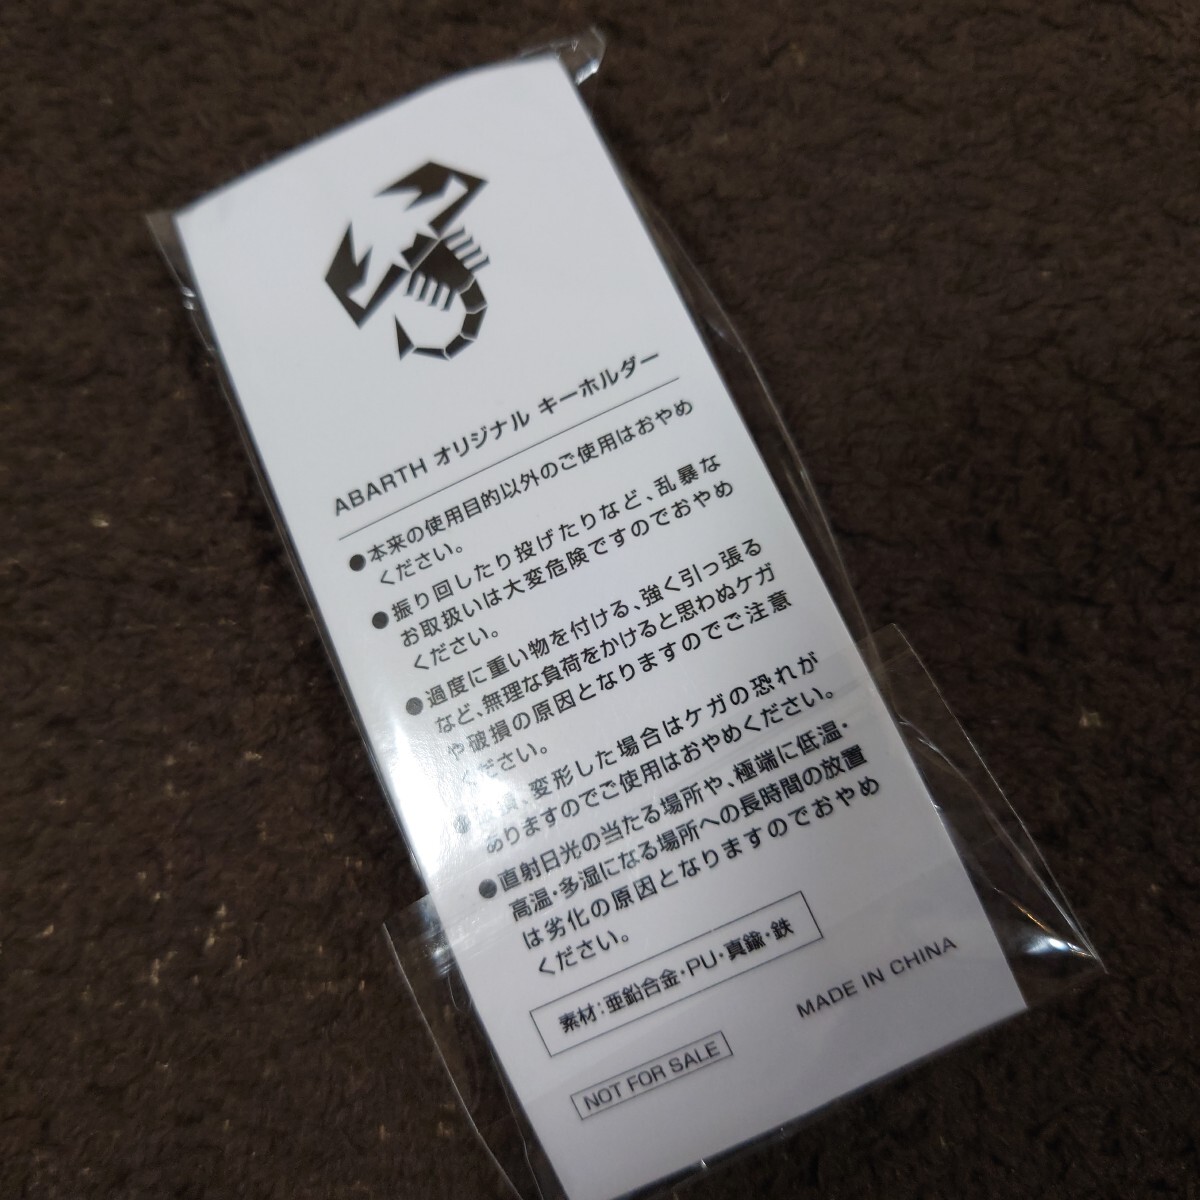 ABARTH オリジナル キーホルダー
●本来の使用目的以外のご使用はおやめ
ください。
●振り回したり投げたりなど、乱暴な
お取扱いは大変危険ですのでおやめ
ください。
●過度に重い物を付ける、強く引っ張る
など、無理な負荷をかけると思わぬケガ
や破損の原因となりますのでご注意
ください。
●破損、変形した場合はケガの恐れが
ありますのでご使用はおやめください。
●直射日光の当たる場所や、極端に低温・
高温・多湿になる場所への長時間の放置
は劣化の原因となりますのでおやめ
ください。
素材：亜鉛合金・PU・真鍮・鉄
MADE IN CHINA
NOT FOR SALE